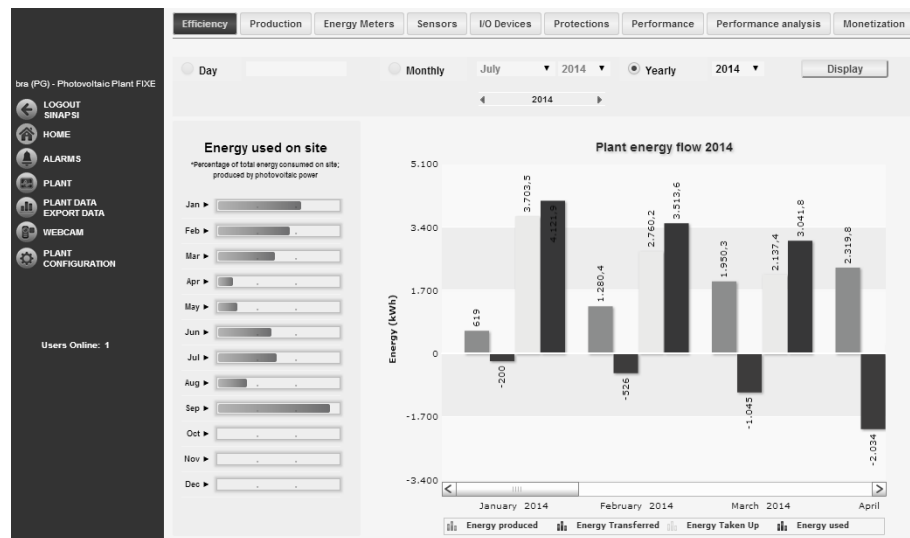 Efficiency Production Energy Meters Sensors I/O Devices Protections Performance Performance analysis Monetization
Day Monthly July 2014 Yearly 2014 Display
2014
bra (PG) - Photovoltaic Plant FIXE
LOGOUT
SINAPSI
HOME
ALARMS
PLANT
PLANT DATA
EXPORT DATA
WEBCAM
PLANT
CONFIGURATION
Users Online: 1
Energy used on site
*Percentage of total energy consumed on site;
produced by photovoltaic power
Jan
Feb
Mar
Apr
May
Jun
Jul
Aug
Sep
Oct
Nov
Dec
Plant energy flow 2014
Energy (kWh)
5.100
3.400
1.700
0
-1.700
-3.400
619
-200
3.703,5
4.121,9
1.280,4
-526
2.760,2
3.513,6
1.950,3
-1.045
2.137,4
3.041,8
2.319,8
-2.034
January 2014 February 2014 March 2014 April
Energy produced Energy Transferred Energy Taken Up Energy used